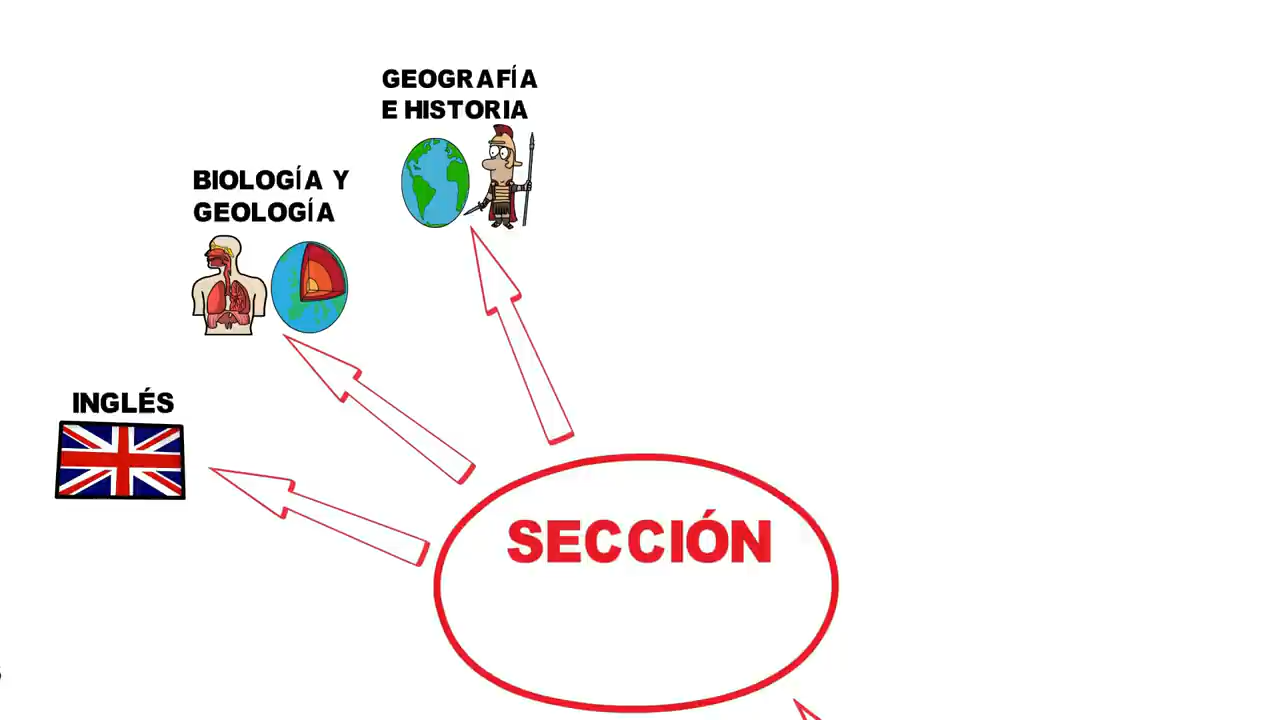 GEOGRAFÍA
E HISTORIA
BIOLOGÍA Y
GEOLOGÍA
INGLÉS
SECCIÓN